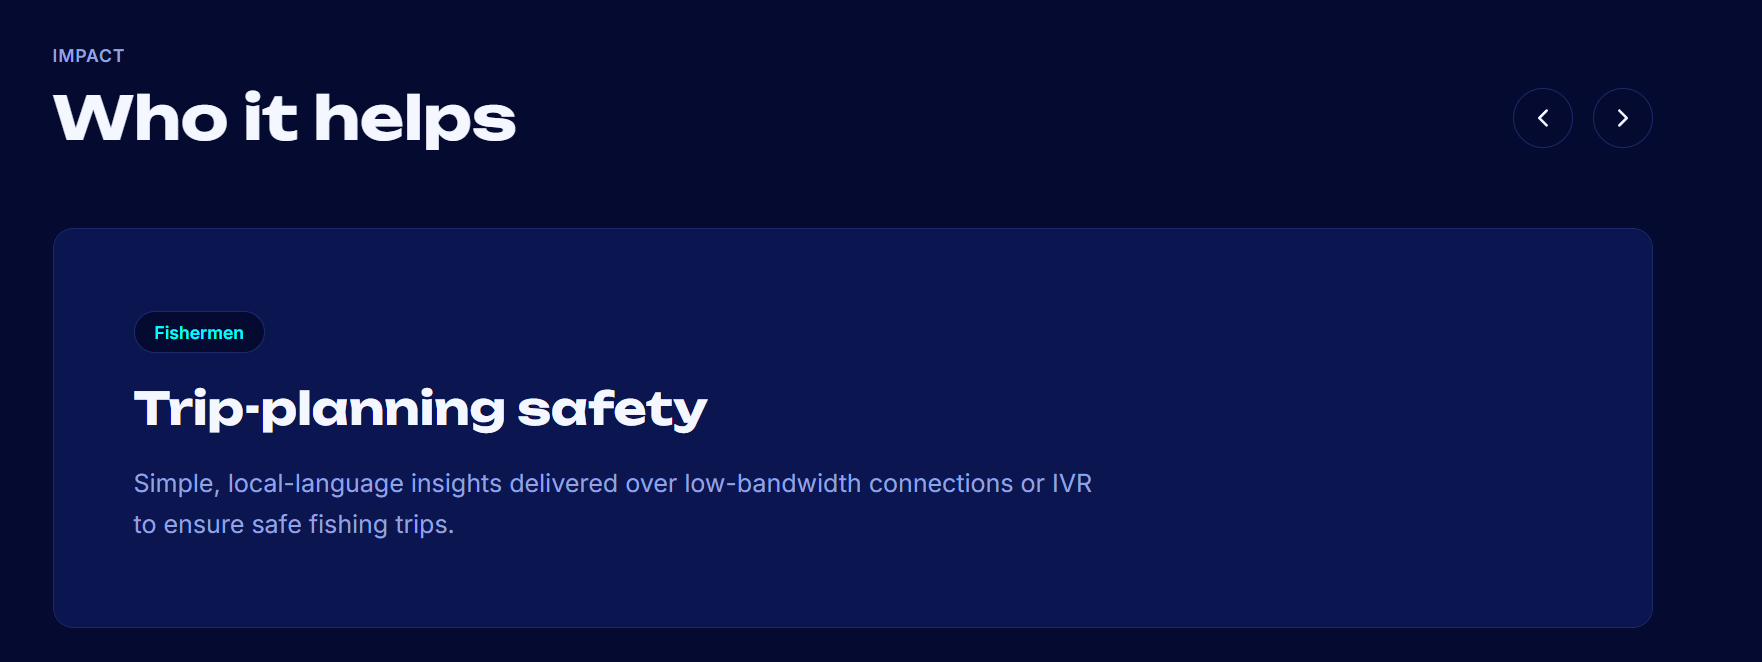 IMPACT
Who it helps
Fishermen
Trip-planning safety
Simple, local-language insights delivered over low-bandwidth connections or IVR
to ensure safe fishing trips.